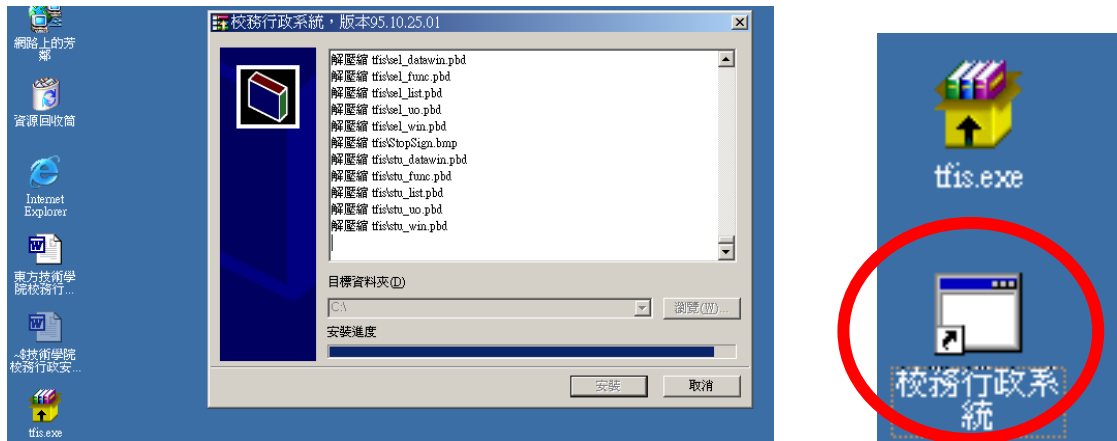 網路上的芳
鄰
資源回收筒
Internet
Explorer
東方技術學
院校務行...
~$技術學院
校務行政安...
tfis.exe
校務行政系統，版本95.10.25.01
解壓縮 tfis\sel_datawin.pbd
解壓縮 tfis\sel_func.pbd
解壓縮 tfis\sel_list.pbd
解壓縮 tfis\sel_uo.pbd
解壓縮 tfis\sel_win.pbd
解壓縮 tfis\StopSign.bmp
解壓縮 tfis\stu_datawin.pbd
解壓縮 tfis\stu_func.pbd
解壓縮 tfis\stu_list.pbd
解壓縮 tfis\stu_uo.pbd
解壓縮 tfis\stu_win.pbd
目標資料夾(D)
C:\
瀏覽(W)...
安裝進度
安裝
取消
tfis.exe
校務行政系
統